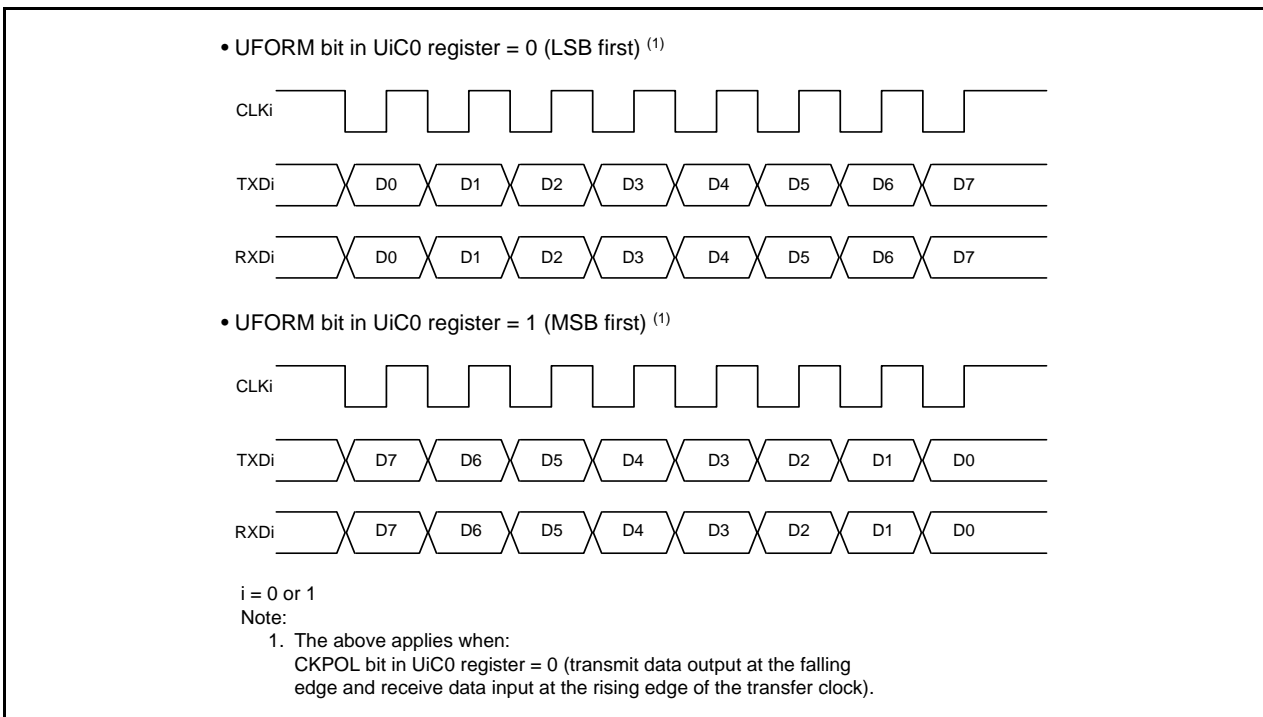 • UFORM bit in UiC0 register = 0 (LSB first) (1)
CLKi
TXDi D0 D1 D2 D3 D4 D5 D6 D7
RXDi D0 D1 D2 D3 D4 D5 D6 D7
• UFORM bit in UiC0 register = 1 (MSB first) (1)
CLKi
TXDi D7 D6 D5 D4 D3 D2 D1 D0
RXDi D7 D6 D5 D4 D3 D2 D1 D0
i = 0 or 1
Note:
1. The above applies when:
CKPOL bit in UiC0 register = 0 (transmit data output at the falling
edge and receive data input at the rising edge of the transfer clock).